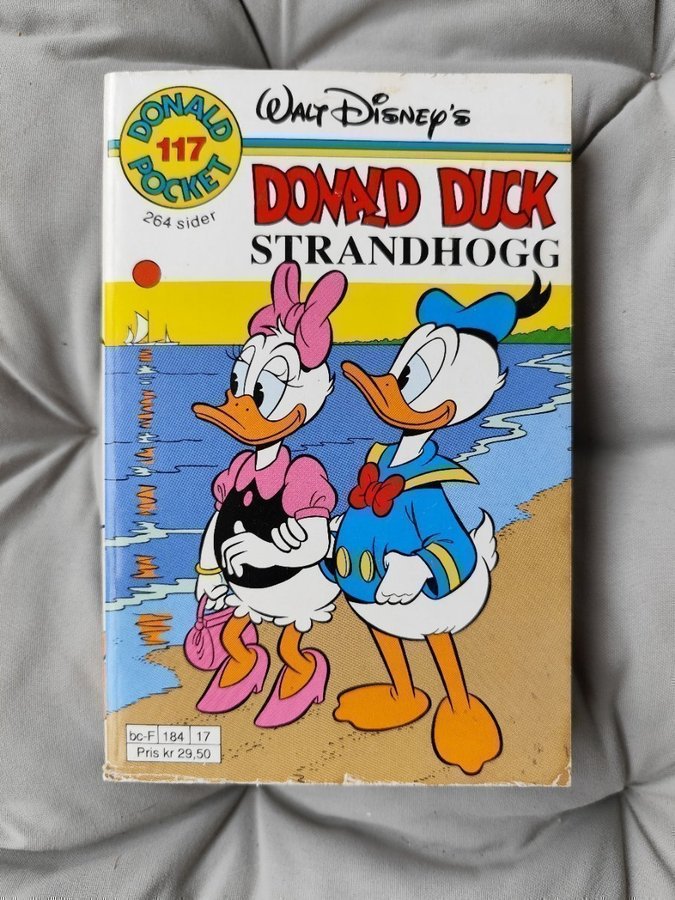 DONALD
117
POCKET
264 sider
WALT DISNEY'S
DONALD DUCK
STRANDHOGG
bc-F 184 17
Pris kr 29,50